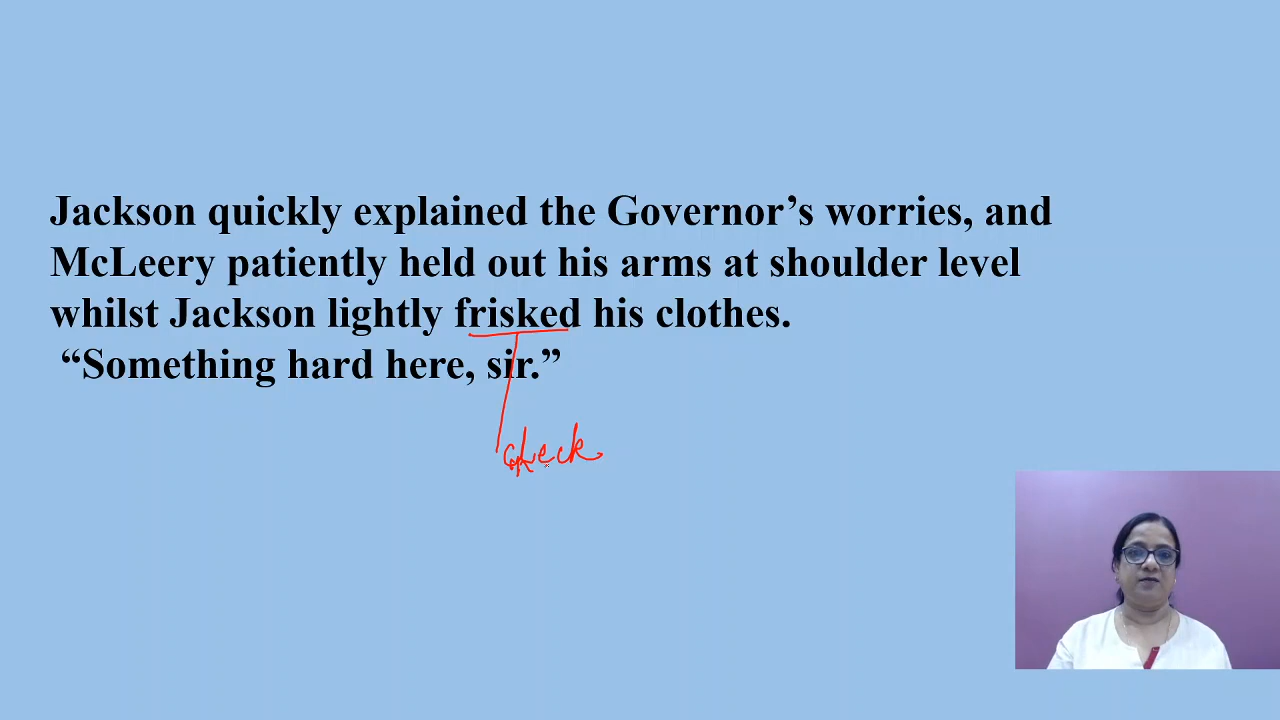 Jackson quickly explained the Governor’s worries, and
McLeery patiently held out his arms at shoulder level
whilst Jackson lightly frisked his clothes.
“Something hard here, sir.”
check